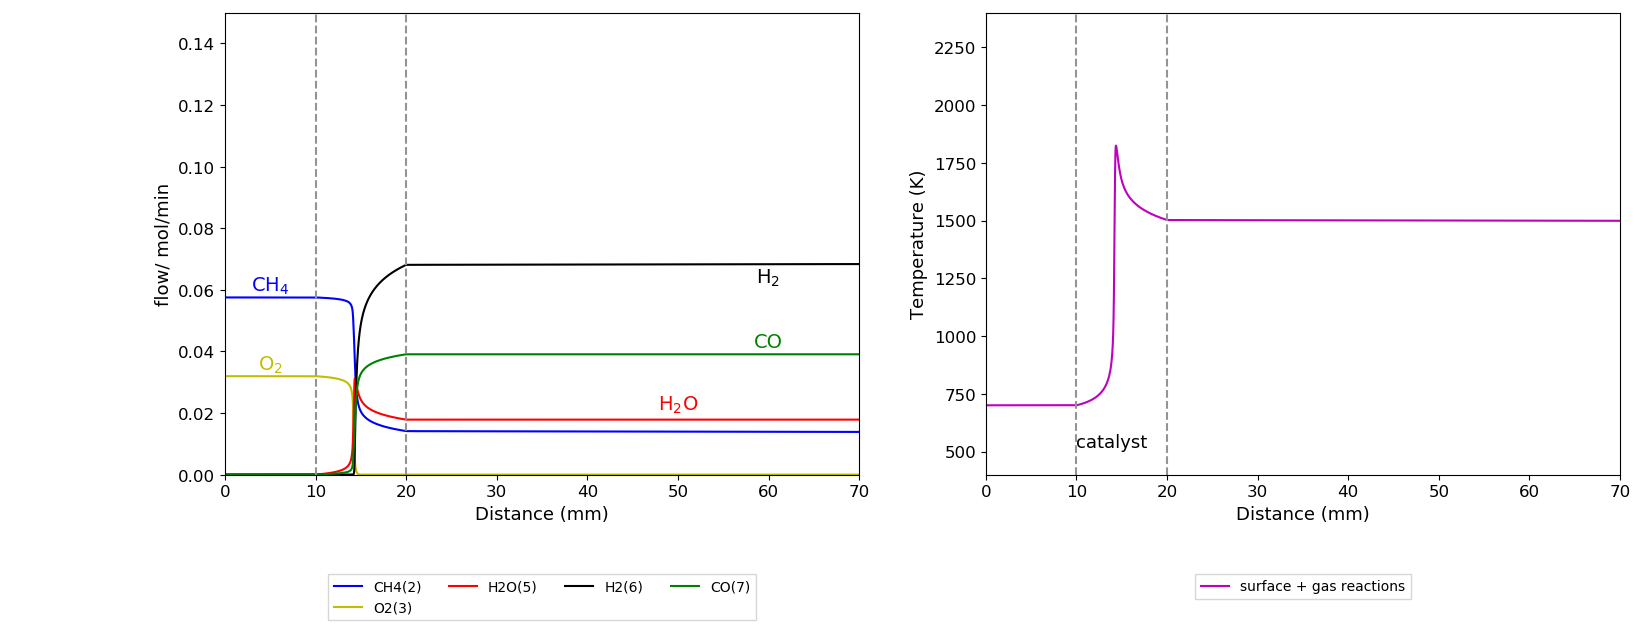 0.14
0.12
0.10
0.08
0.06
0.04
0.02
0.00
flow/ mol/min
CH₄
O₂
H₂
CO
H₂O
0 10 20 30 40 50 60 70
Distance (mm)
CH4(2) H2O(5) H2(6) CO(7)
O2(3)
2250
2000
1750
1500
1250
1000
750
500
Temperature (K)
catalyst
0 10 20 30 40 50 60 70
Distance (mm)
surface + gas reactions